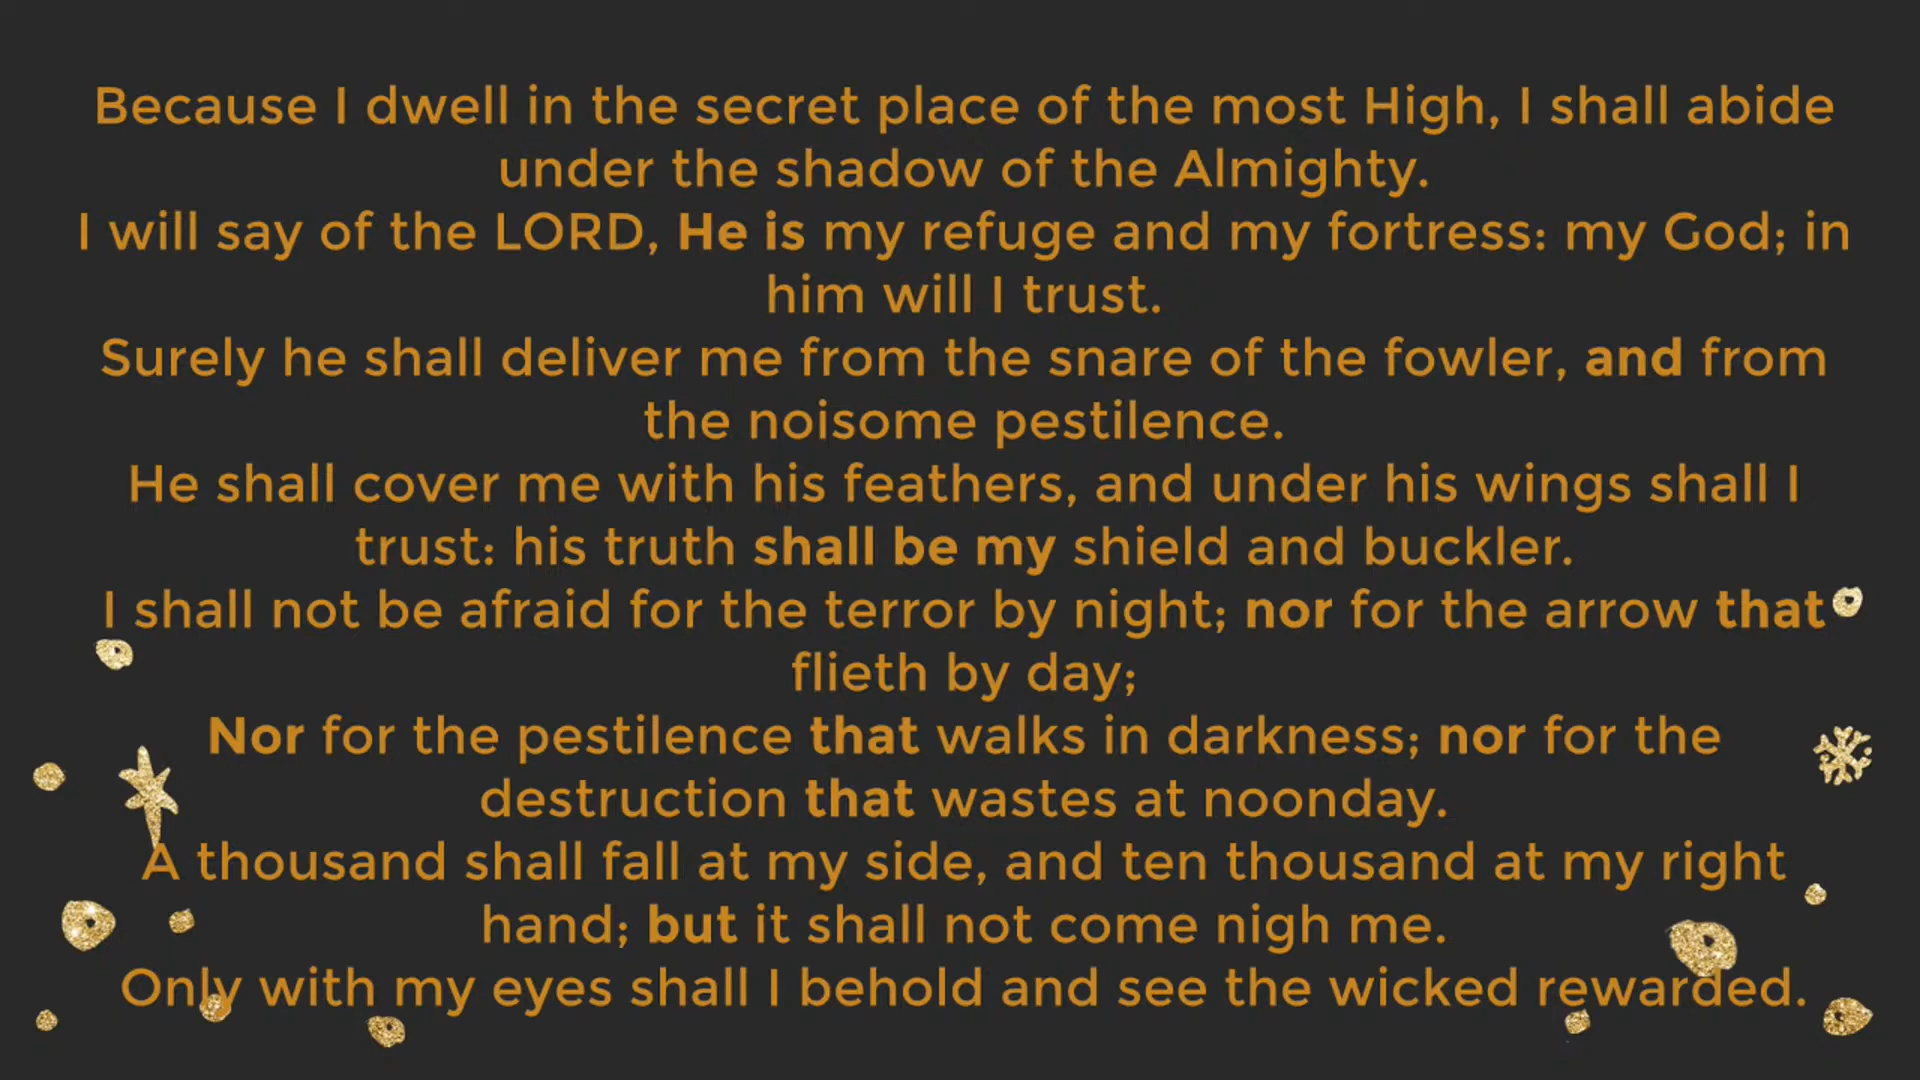 Because I dwell in the secret place of the most High, I shall abide
under the shadow of the Almighty.
I will say of the LORD, He is my refuge and my fortress: my God; in
him will I trust.
Surely he shall deliver me from the snare of the fowler, and from
the noisome pestilence.
He shall cover me with his feathers, and under his wings shall I
trust: his truth shall be my shield and buckler.
I shall not be afraid for the terror by night; nor for the arrow that
flieth by day;
Nor for the pestilence that walks in darkness; nor for the
destruction that wastes at noonday.
A thousand shall fall at my side, and ten thousand at my right
hand; but it shall not come nigh me.
Only with my eyes shall I behold and see the wicked rewarded.